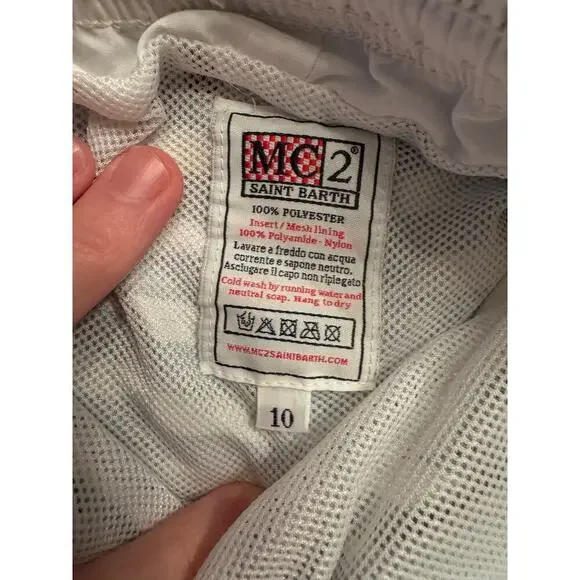 MC2®
SAINT BARTH
100% POLYESTER
Insert / Mesh lining
100% Polyamide - Nylon
Lavare a freddo con acqua
corrente e sapone neutro.
Asciugare il capo non ripiegato
Cold wash by running water and
neutral soap. Hang to dry
WWW.MC2SAINTBARTH.COM
10